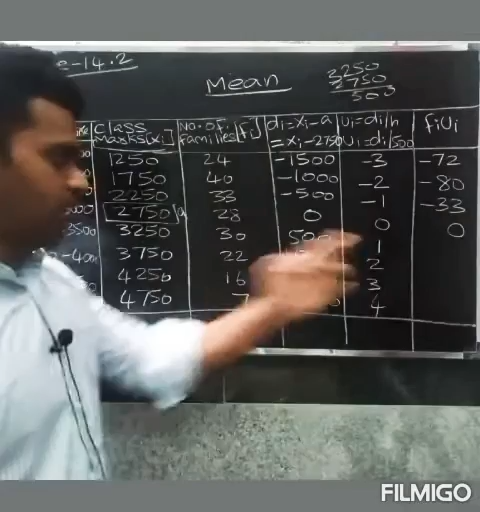 e-14.2
Mean
3250
2750
500
Class Marks[xi] No. of families[fi] di=xi-a =xi-2750 ui=di/h ui=di/500 fiui
1250 24 -1500 -3 -72
1750 40 -1000 -2 -80
2250 33 -500 -1 -33
2750 a 28 0 0 0
3500 3250 30 500 1
3750 22 2
4250 16 3
4750 7 4
FILMIGO